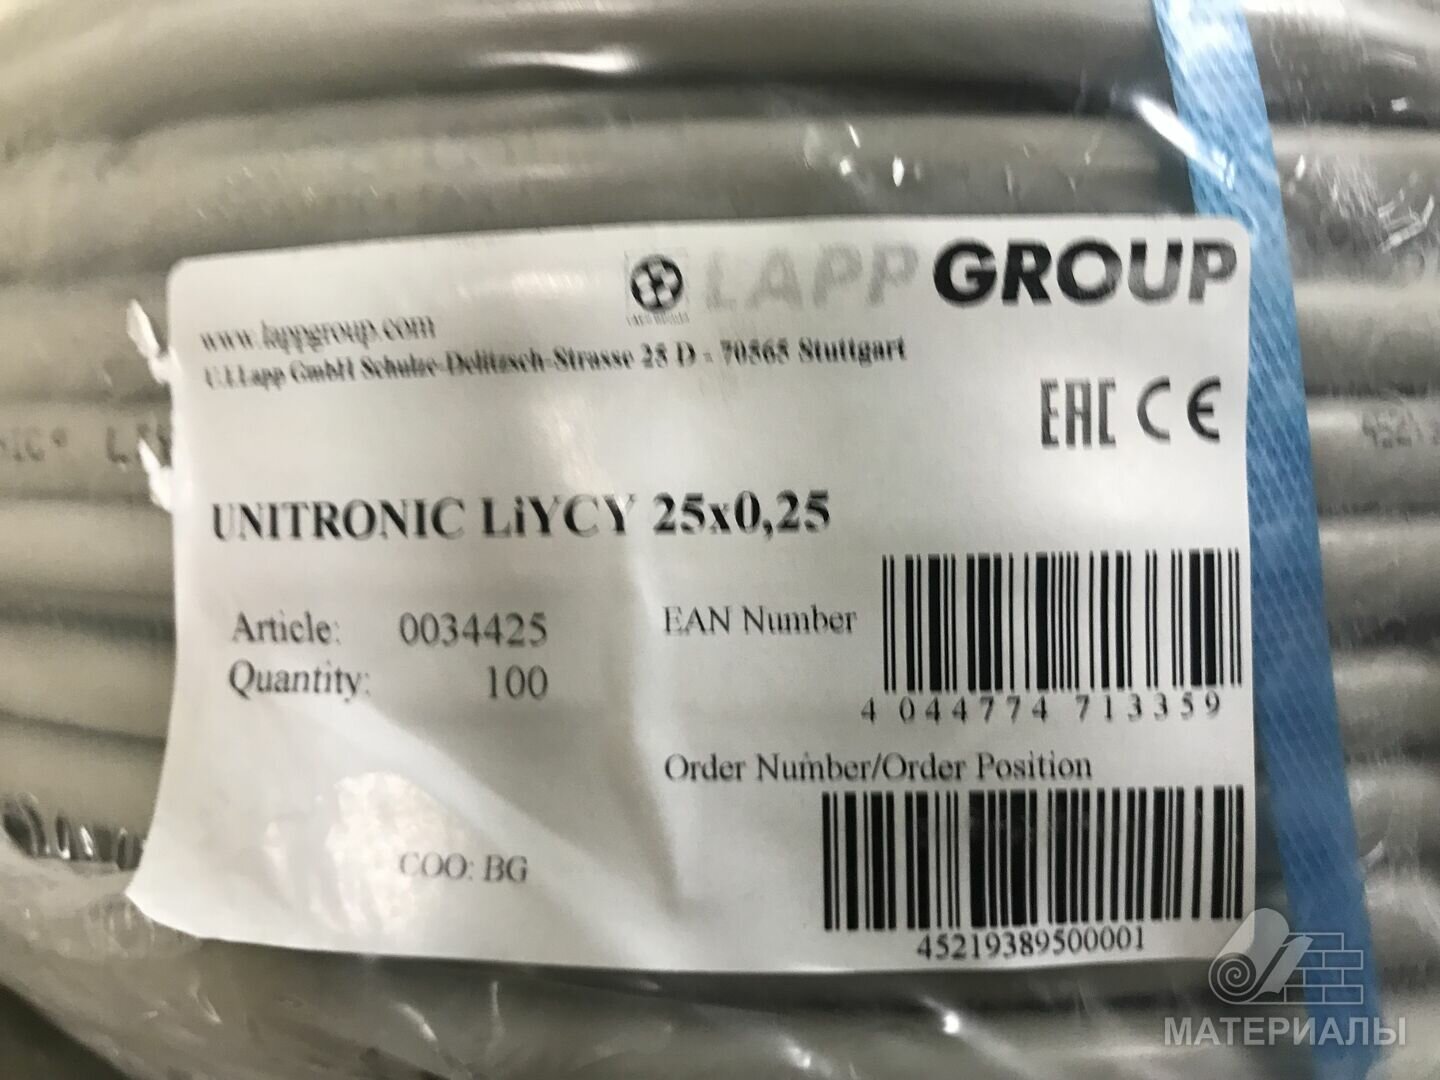 LAPP GROUP
www.lappgroup.com
U.I.Lapp GmbH Schulze-Delitzsch-Strasse 25 D - 70565 Stuttgart
EAC CE
UNITRONIC LiYCY 25x0,25
Article: 0034425
Quantity: 100
EAN Number
4 044774 713359
Order Number/Order Position
45219389500001
COO: BG
МАТЕРИАЛЫ